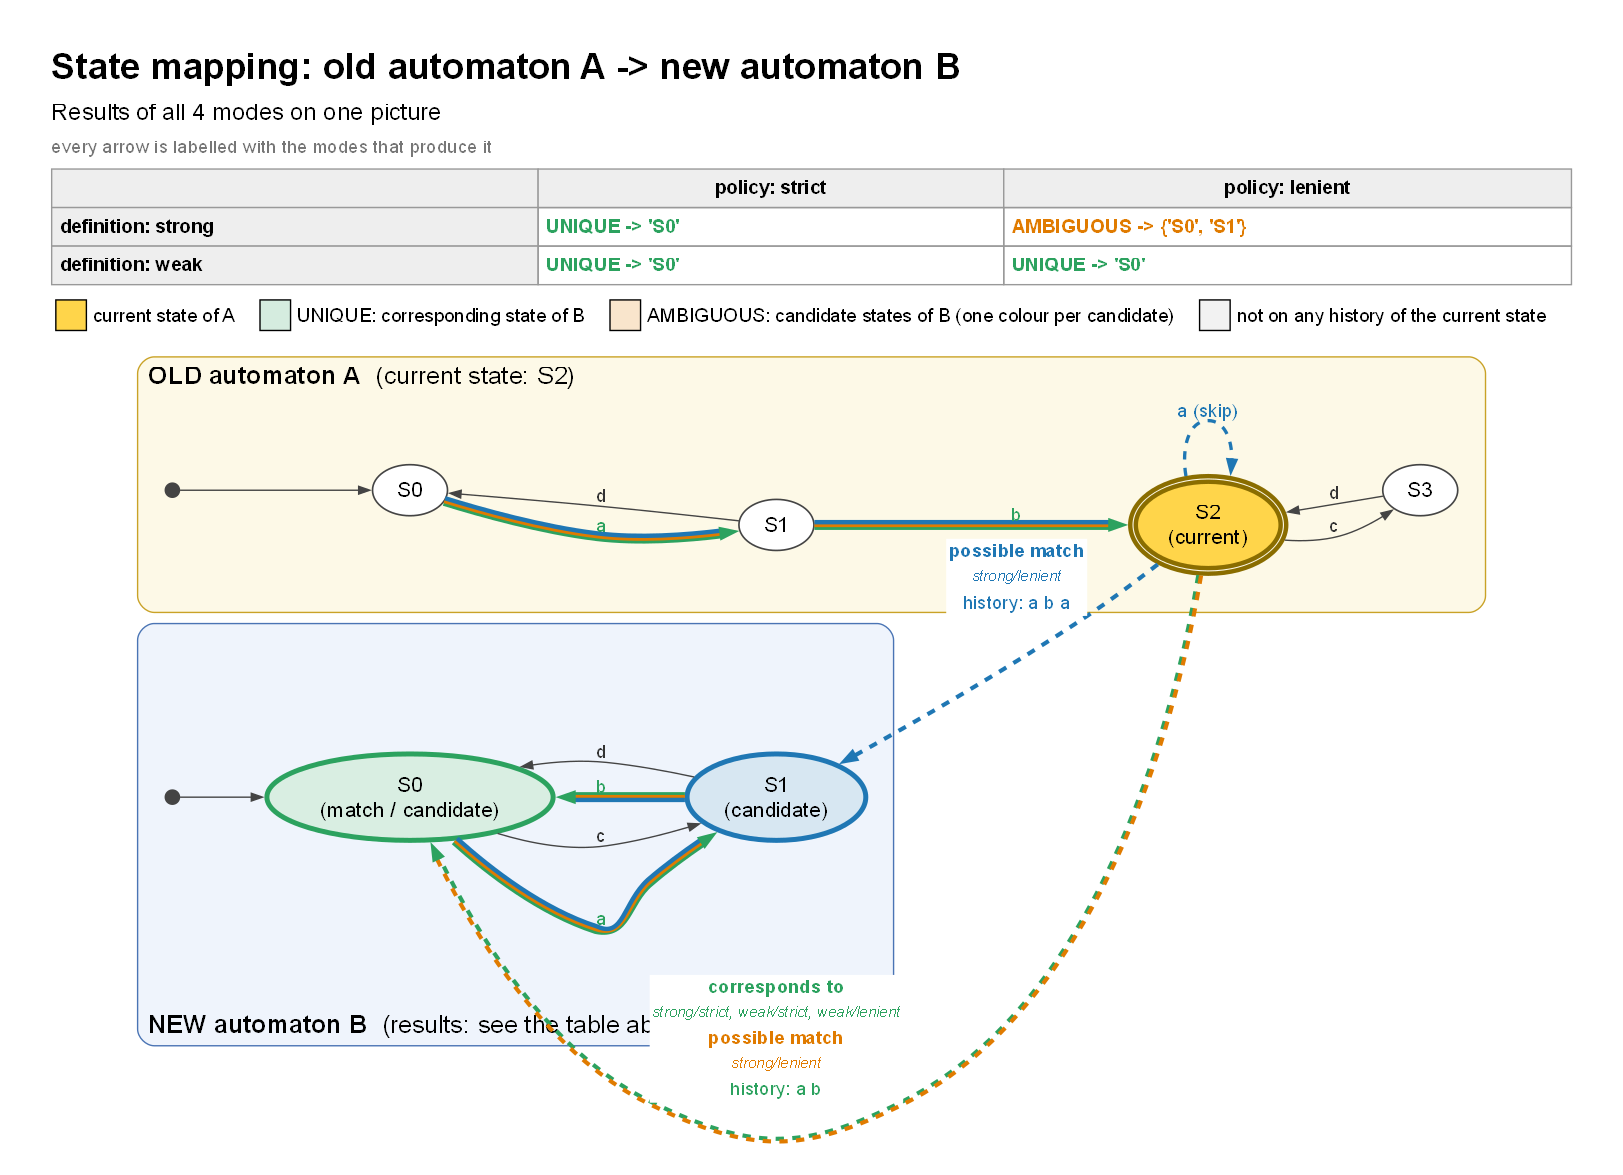 State mapping: old automaton A -> new automaton B
Results of all 4 modes on one picture
every arrow is labelled with the modes that produce it
policy: strict policy: lenient
definition: strong UNIQUE -> 'S0' AMBIGUOUS -> {'S0', 'S1'}
definition: weak UNIQUE -> 'S0' UNIQUE -> 'S0'
current state of A UNIQUE: corresponding state of B AMBIGUOUS: candidate states of B (one colour per candidate) not on any history of the current state
OLD automaton A (current state: S2)
a (skip)
S0
d
a
S1
b
S2
(current)
d
c
S3
possible match
strong/lenient
history: a b a
S0
(match / candidate)
d
b
c
a
S1
(candidate)
NEW automaton B (results: see the table ab
corresponds to
strong/strict, weak/strict, weak/lenient
possible match
strong/lenient
history: a b